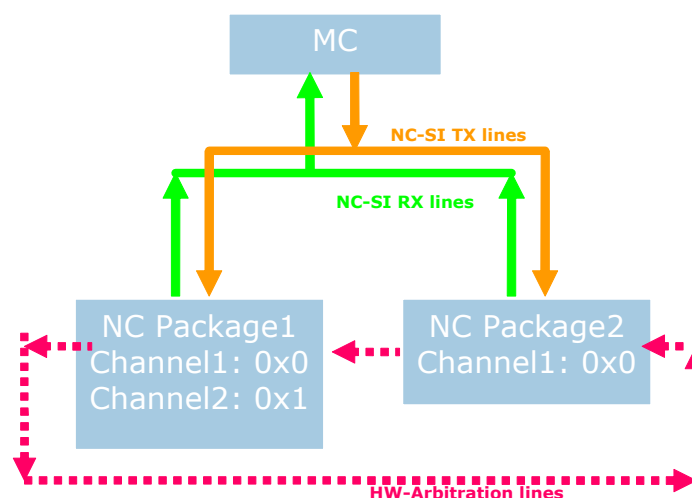 MC
NC-SI TX lines
NC-SI RX lines
NC Package1
Channel1: 0x0
Channel2: 0x1
NC Package2
Channel1: 0x0
HW-Arbitration lines